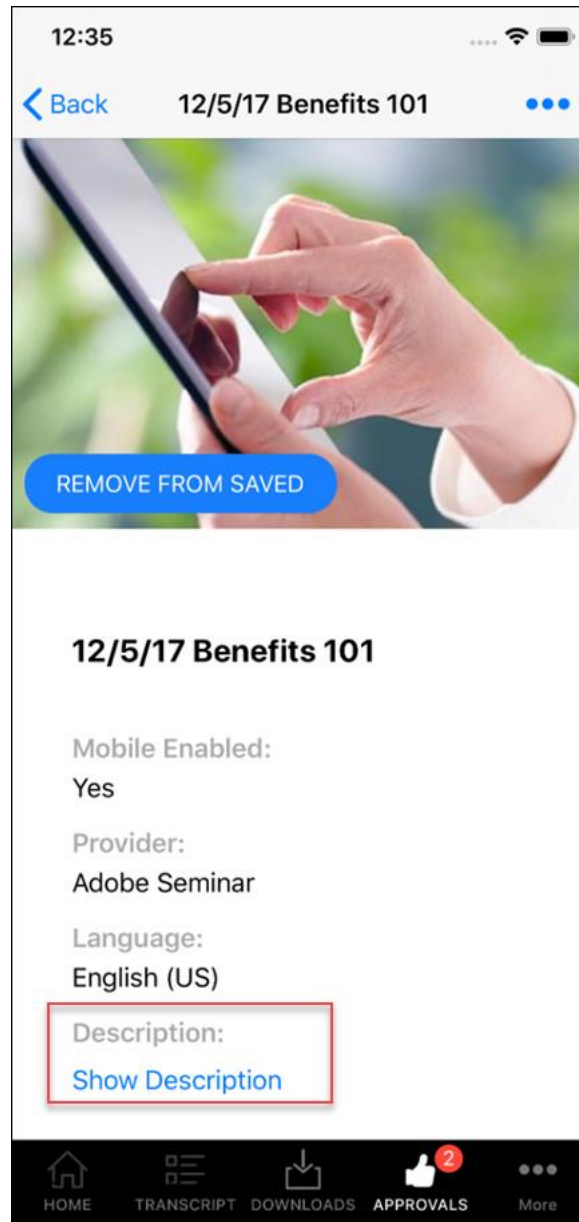 12:35
Back 12/5/17 Benefits 101
REMOVE FROM SAVED
12/5/17 Benefits 101
Mobile Enabled:
Yes
Provider:
Adobe Seminar
Language:
English (US)
Description:
Show Description
2
HOME TRANSCRIPT DOWNLOADS APPROVALS More